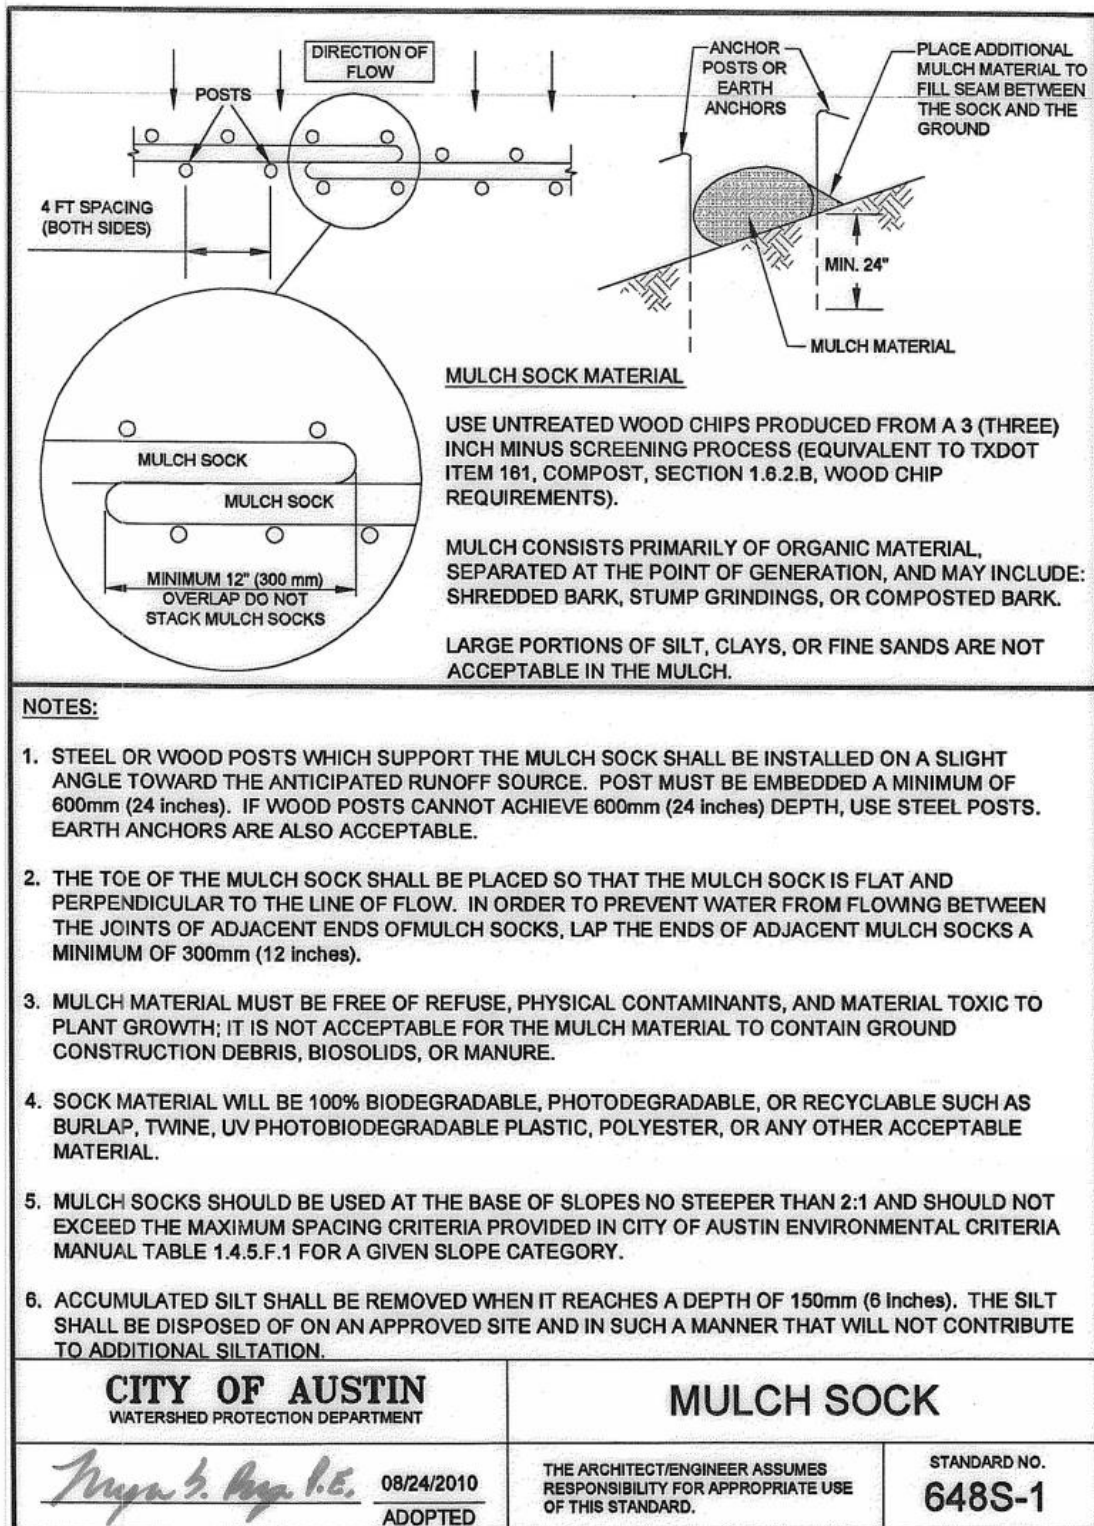 DIRECTION OF
FLOW
POSTS
4 FT SPACING
(BOTH SIDES)
ANCHOR
POSTS OR
EARTH
ANCHORS
PLACE ADDITIONAL
MULCH MATERIAL TO
FILL SEAM BETWEEN
THE SOCK AND THE
GROUND
MIN. 24"
MULCH MATERIAL
MULCH SOCK
MULCH SOCK
MINIMUM 12" (300 mm)
OVERLAP DO NOT
STACK MULCH SOCKS
MULCH SOCK MATERIAL
USE UNTREATED WOOD CHIPS PRODUCED FROM A 3 (THREE)
INCH MINUS SCREENING PROCESS (EQUIVALENT TO TXDOT
ITEM 161, COMPOST, SECTION 1.6.2.B, WOOD CHIP
REQUIREMENTS).
MULCH CONSISTS PRIMARILY OF ORGANIC MATERIAL,
SEPARATED AT THE POINT OF GENERATION, AND MAY INCLUDE:
SHREDDED BARK, STUMP GRINDINGS, OR COMPOSTED BARK.
LARGE PORTIONS OF SILT, CLAYS, OR FINE SANDS ARE NOT
ACCEPTABLE IN THE MULCH.
NOTES:
1. STEEL OR WOOD POSTS WHICH SUPPORT THE MULCH SOCK SHALL BE INSTALLED ON A SLIGHT
ANGLE TOWARD THE ANTICIPATED RUNOFF SOURCE. POST MUST BE EMBEDDED A MINIMUM OF
600mm (24 inches). IF WOOD POSTS CANNOT ACHIEVE 600mm (24 inches) DEPTH, USE STEEL POSTS.
EARTH ANCHORS ARE ALSO ACCEPTABLE.
2. THE TOE OF THE MULCH SOCK SHALL BE PLACED SO THAT THE MULCH SOCK IS FLAT AND
PERPENDICULAR TO THE LINE OF FLOW. IN ORDER TO PREVENT WATER FROM FLOWING BETWEEN
THE JOINTS OF ADJACENT ENDS OFMULCH SOCKS, LAP THE ENDS OF ADJACENT MULCH SOCKS A
MINIMUM OF 300mm (12 inches).
3. MULCH MATERIAL MUST BE FREE OF REFUSE, PHYSICAL CONTAMINANTS, AND MATERIAL TOXIC TO
PLANT GROWTH; IT IS NOT ACCEPTABLE FOR THE MULCH MATERIAL TO CONTAIN GROUND
CONSTRUCTION DEBRIS, BIOSOLIDS, OR MANURE.
4. SOCK MATERIAL WILL BE 100% BIODEGRADABLE, PHOTODEGRADABLE, OR RECYCLABLE SUCH AS
BURLAP, TWINE, UV PHOTOBIODEGRADABLE PLASTIC, POLYESTER, OR ANY OTHER ACCEPTABLE
MATERIAL.
5. MULCH SOCKS SHOULD BE USED AT THE BASE OF SLOPES NO STEEPER THAN 2:1 AND SHOULD NOT
EXCEED THE MAXIMUM SPACING CRITERIA PROVIDED IN CITY OF AUSTIN ENVIRONMENTAL CRITERIA
MANUAL TABLE 1.4.5.F.1 FOR A GIVEN SLOPE CATEGORY.
6. ACCUMULATED SILT SHALL BE REMOVED WHEN IT REACHES A DEPTH OF 150mm (6 inches). THE SILT
SHALL BE DISPOSED OF ON AN APPROVED SITE AND IN SUCH A MANNER THAT WILL NOT CONTRIBUTE
TO ADDITIONAL SILTATION.
CITY OF AUSTIN
WATERSHED PROTECTION DEPARTMENT
MULCH SOCK
P.E.
08/24/2010
ADOPTED
THE ARCHITECT/ENGINEER ASSUMES
RESPONSIBILITY FOR APPROPRIATE USE
OF THIS STANDARD.
STANDARD NO.
648S-1